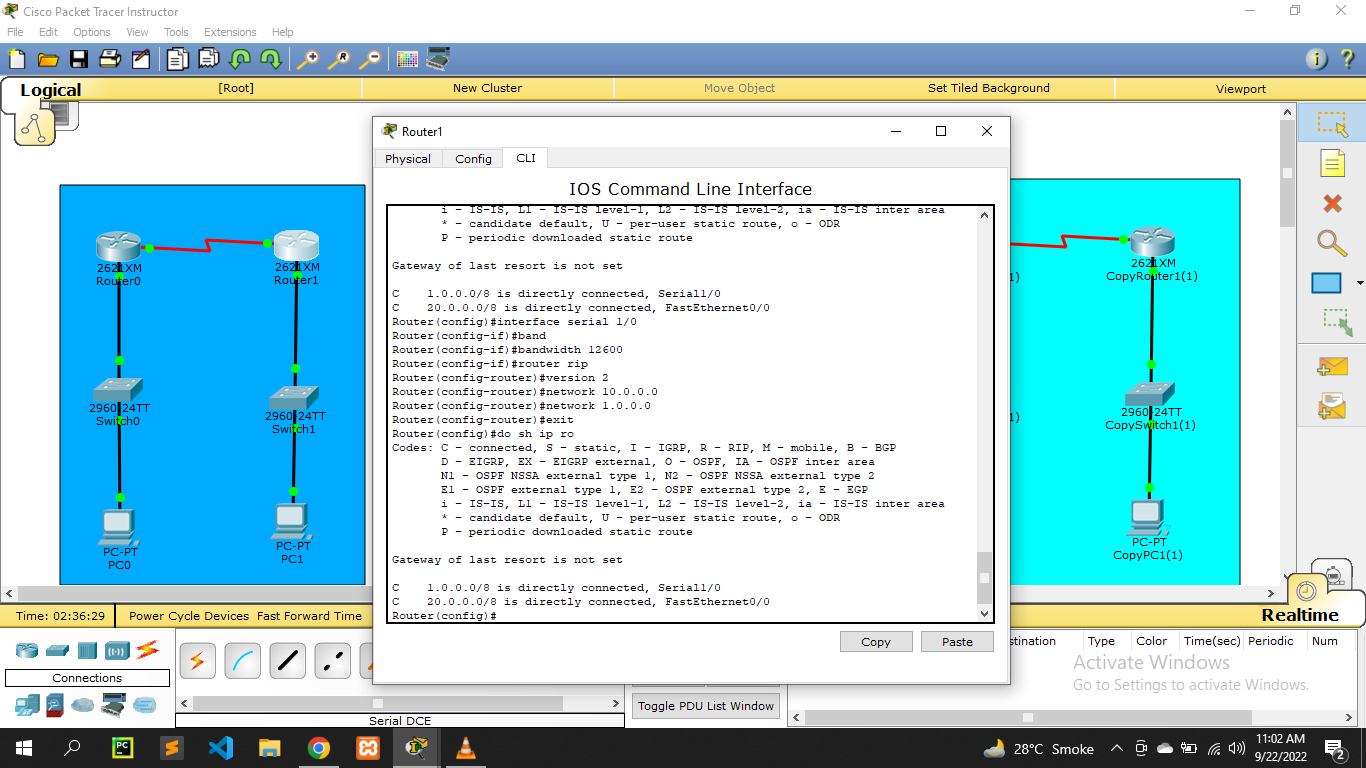 Cisco Packet Tracer Instructor
File Edit Options View Tools Extensions Help
Logical
[Root]
New Cluster
Move Object
Set Tiled Background
Viewport
2621XM
Router0
2621XM
Router1
2960-24TT
Switch0
2960-24TT
Switch1
PC-PT
PC0
PC-PT
PC1
Router1
Physical Config CLI
IOS Command Line Interface
i - IS-IS, L1 - IS-IS level-1, L2 - IS-IS level-2, ia - IS-IS inter area
* - candidate default, U - per-user static route, o - ODR
P - periodic downloaded static route
Gateway of last resort is not set
C    1.0.0.0/8 is directly connected, Serial1/0
C    20.0.0.0/8 is directly connected, FastEthernet0/0
Router(config)#interface serial 1/0
Router(config-if)#band
Router(config-if)#bandwidth 12600
Router(config-if)#router rip
Router(config-router)#version 2
Router(config-router)#network 10.0.0.0
Router(config-router)#network 1.0.0.0
Router(config-router)#exit
Router(config)#do sh ip ro
Codes: C - connected, S - static, I - IGRP, R - RIP, M - mobile, B - BGP
D - EIGRP, EX - EIGRP external, O - OSPF, IA - OSPF inter area
N1 - OSPF NSSA external type 1, N2 - OSPF NSSA external type 2
E1 - OSPF external type 1, E2 - OSPF external type 2, E - EGP
i - IS-IS, L1 - IS-IS level-1, L2 - IS-IS level-2, ia - IS-IS inter area
* - candidate default, U - per-user static route, o - ODR
P - periodic downloaded static route
Gateway of last resort is not set
C    1.0.0.0/8 is directly connected, Serial1/0
C    20.0.0.0/8 is directly connected, FastEthernet0/0
Router(config)#
Copy
Paste
1)
1)
2621XM
CopyRouter1(1)
2960-24TT
CopySwitch1(1)
PC-PT
CopyPC1(1)
Time: 02:36:29
Power Cycle Devices Fast Forward Time
Realtime
Connections
Serial DCE
Toggle PDU List Window
stination Type Color Time(sec) Periodic Num
Activate Windows
Go to Settings to activate Windows.
28°C Smoke
11:02 AM
9/22/2022
2